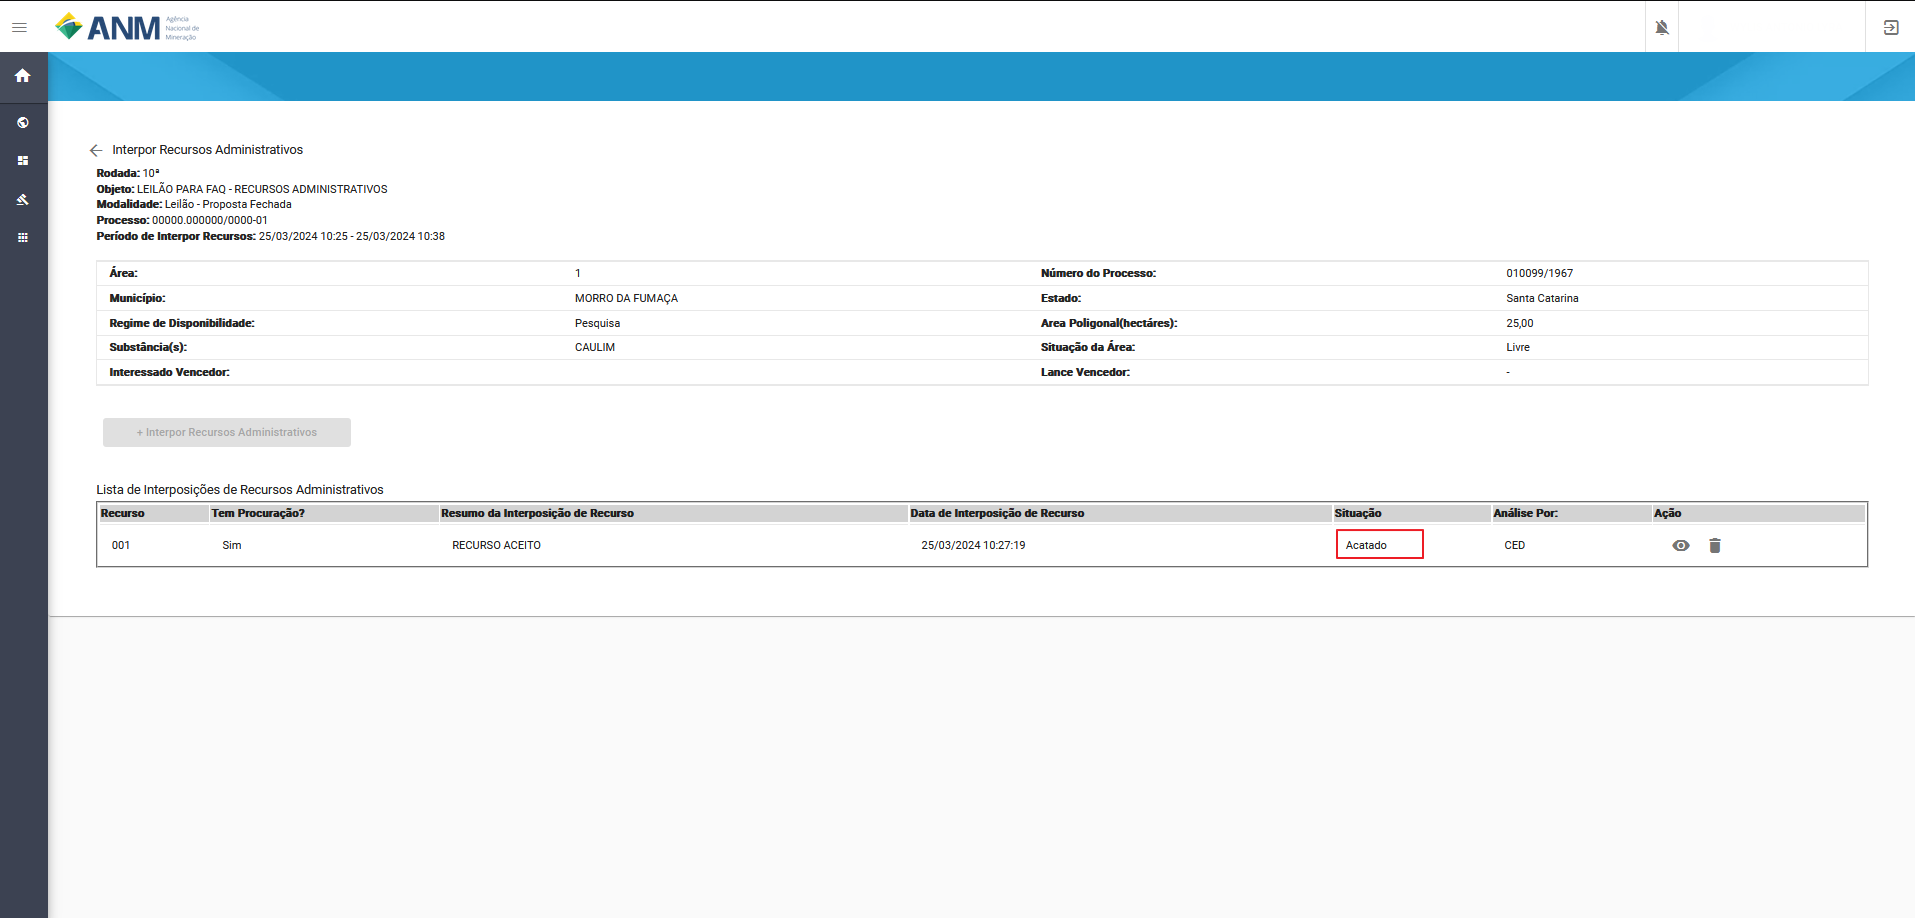 ANM Agência Nacional de Mineração
Interpor Recursos Administrativos
Rodada: 10ª
Objeto: LEILÃO PARA FAQ - RECURSOS ADMINISTRATIVOS
Modalidade: Leilão - Proposta Fechada
Processo: 00000.000000/0000-01
Período de Interpor Recursos: 25/03/2024 10:25 - 25/03/2024 10:38
Área: 1 Número do Processo: 010099/1967
Município: MORRO DA FUMAÇA Estado: Santa Catarina
Regime de Disponibilidade: Pesquisa Area Poligonal(hectáres): 25,00
Substância(s): CAULIM Situação da Área: Livre
Interessado Vencedor: Lance Vencedor: -
+ Interpor Recursos Administrativos
Lista de Interposições de Recursos Administrativos
Recurso Tem Procuração? Resumo da Interposição de Recurso Data de Interposição de Recurso Situação Análise Por: Ação
001 Sim RECURSO ACEITO 25/03/2024 10:27:19 Acatado CED